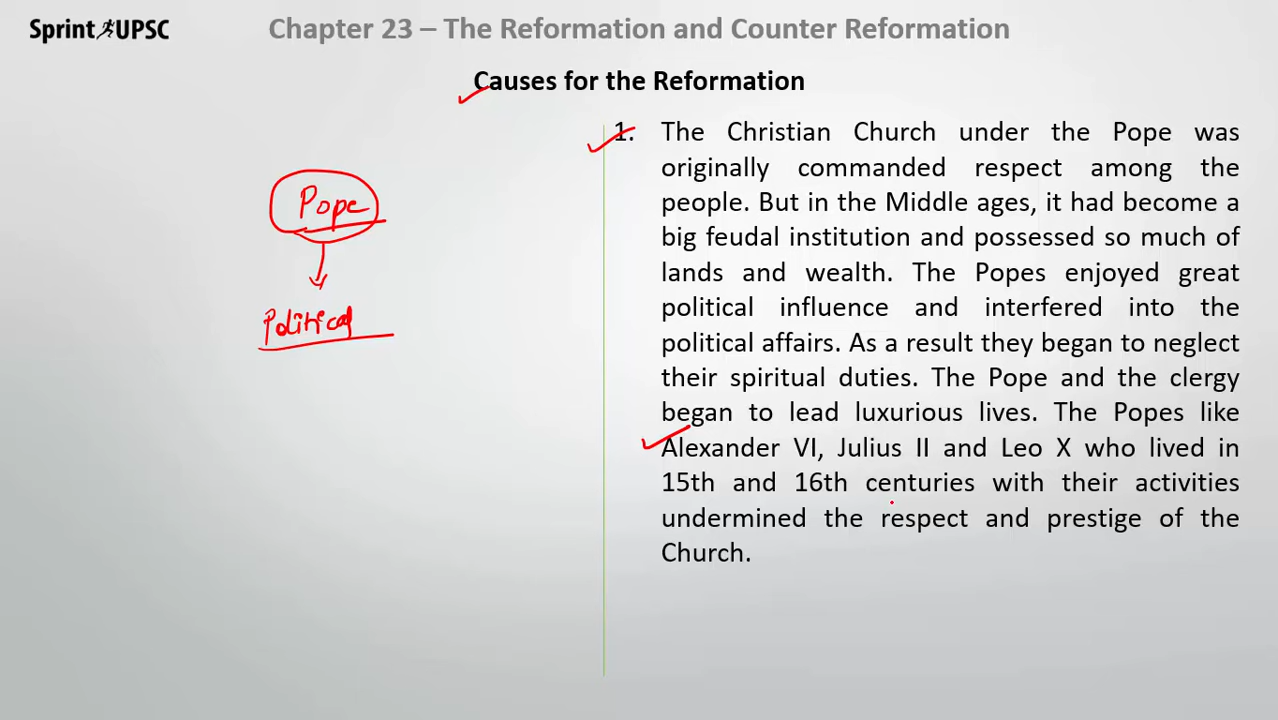 Sprint UPSC
Chapter 23 – The Reformation and Counter Reformation
Causes for the Reformation
Pope
Political
1. The Christian Church under the Pope was
originally commanded respect among the
people. But in the Middle ages, it had become a
big feudal institution and possessed so much of
lands and wealth. The Popes enjoyed great
political influence and interfered into the
political affairs. As a result they began to neglect
their spiritual duties. The Pope and the clergy
began to lead luxurious lives. The Popes like
Alexander VI, Julius II and Leo X who lived in
15th and 16th centuries with their activities
undermined the respect and prestige of the
Church.